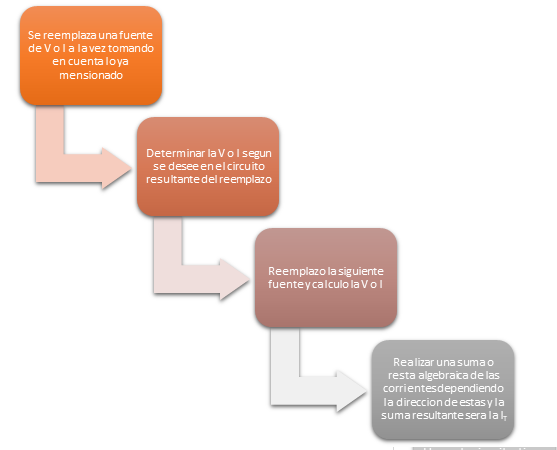 Se reemplaza una fuente
de V o I a la vez tomando
en cuenta lo ya
mensionado
Determinar la V o I segun
se desee en el circuito
resultante del reemplazo
Reemplazo la siguiente
fuente y calculo la V o I
Realizar una suma o
resta algebraica de las
corrientes dependiendo
la direccion de estas y la
suma resultante sera la I_T